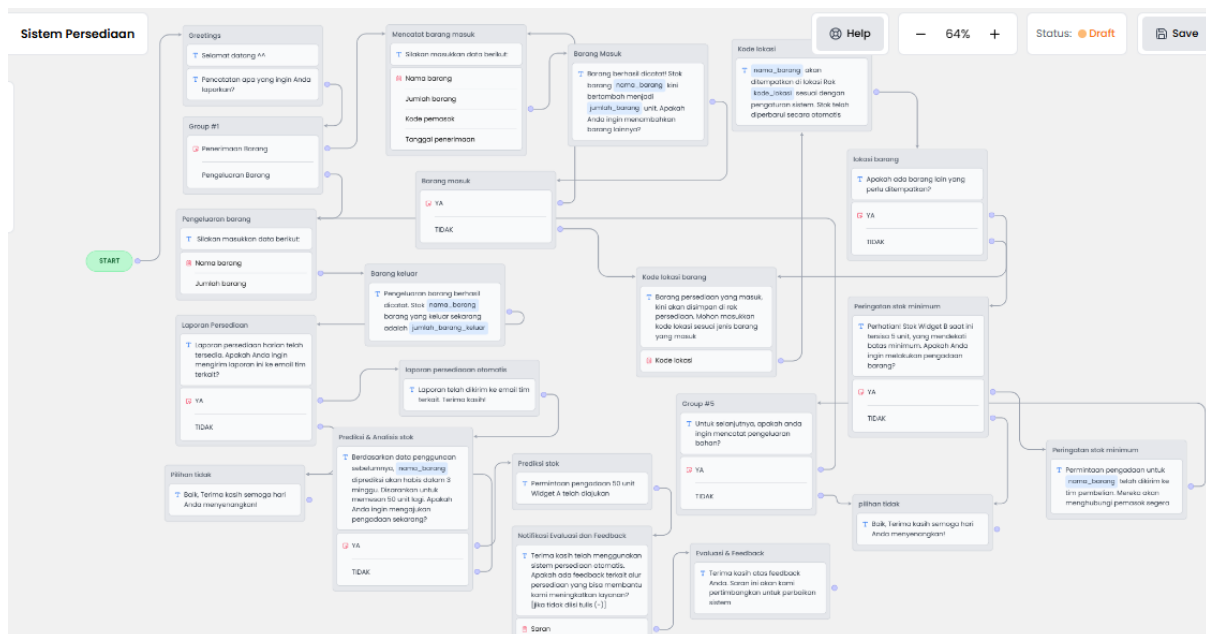 Sistem Persediaan
Help
64%
Status: Draft
Save
Greetings
Selamat datang ^^
Pencatatan apa yang ingin Anda
laporkan?
Group #1
Penerimaan Barang
Pengeluaran Barang
START
Mencatat barang masuk
Silakan masukkan data berikut:
Nama barang
Jumlah barang
Kode pemasok
Tanggal penerimaan
Barang Masuk
Barang berhasil dicatat! Stok
barang nama_barang kini
bertambah menjadi
jumlah_barang unit. Apakah
Anda ingin menambahkan
barang lainnya?
Kode lokasi
nama_barang akan
ditempatkan di lokasi Rak
kode_lokasi sesuai dengan
pengaturan sistem. Stok telah
diperbarui secara otomatis
lokasi barang
Apakah ada barang lain yang
perlu ditempatkan?
YA
TIDAK
Barang masuk
YA
TIDAK
Pengeluaran barang
Silakan masukkan data berikut:
Nama barang
Jumlah barang
Barang keluar
Pengeluaran barang berhasil
dicatat. Stok nama_barang
barang yang keluar sekarang
adalah jumlah_barang_keluar
Kode lokasi barang
Barang persediaan yang masuk,
kini akan disimpan di rak
persediaan. Mohon masukkan
kode lokasi sesuai jenis barang
yang masuk
Kode lokasi
Peringatan stok minimum
Perhatian: Stok Widget B saat ini
tersisa 5 unit, yang mendekati
batas minimum. Apakah Anda
ingin melakukan pengadaan
barang?
YA
TIDAK
Laporan Persediaan
Laporan persediaan harian telah
tersedia. Apakah Anda ingin
mengirim laporan ini ke email tim
terkait?
YA
TIDAK
laporan persediaaan otomatis
Laporan telah dikirim ke email tim
terkait. Terima kasih!
Group #5
Untuk selanjutnya, apakah anda
ingin mencatat pengeluaran
bahan?
YA
TIDAK
Prediksi & Analisis stok
Berdasarkan data penggunaan
sebelumnya, nama_barang
diprediksi akan habis dalam 3
minggu. Disarankan untuk
memesan 50 unit lagi. Apakah
Anda ingin mengajukan
pengadaan sekarang?
YA
TIDAK
Pilihan tidak
Baik, Terima kasih semoga hari
Anda menyenangkan!
Prediksi stok
Permintaan pengadaan 50 unit
Widget A telah diajukan
Peringatan stok minimum
Permintaan pengadaan untuk
nama_barang telah dikirim ke
tim pembelian. Mereka akan
menghubungi pemasok segera
pilihan tidak
Baik, Terima kasih semoga hari
Anda menyenangkan!
Notifikasi Evaluasi dan Feedback
Terima kasih telah menggunakan
sistem persediaan otomatis.
Apakah ada feedback terkait alur
persediaan yang bisa membantu
kami meningkatkan layanan?
[jika tidak diisi tulis (-)]
Saran
Evaluasi & Feedback
Terima kasih atas feedback
Anda. Saran ini akan kami
pertimbangkan untuk perbaikan
sistem